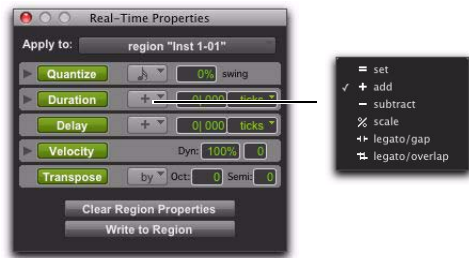 Real-Time Properties
Apply to: region "Inst 1-01"
Quantize 0% swing
Duration + 0| 000 ticks
Delay + 0| 000 ticks
Velocity Dyn: 100% 0
Transpose by Oct: 0 Semi: 0
Clear Region Properties
Write to Region
= set
✓ + add
− subtract
% scale
legato/gap
legato/overlap